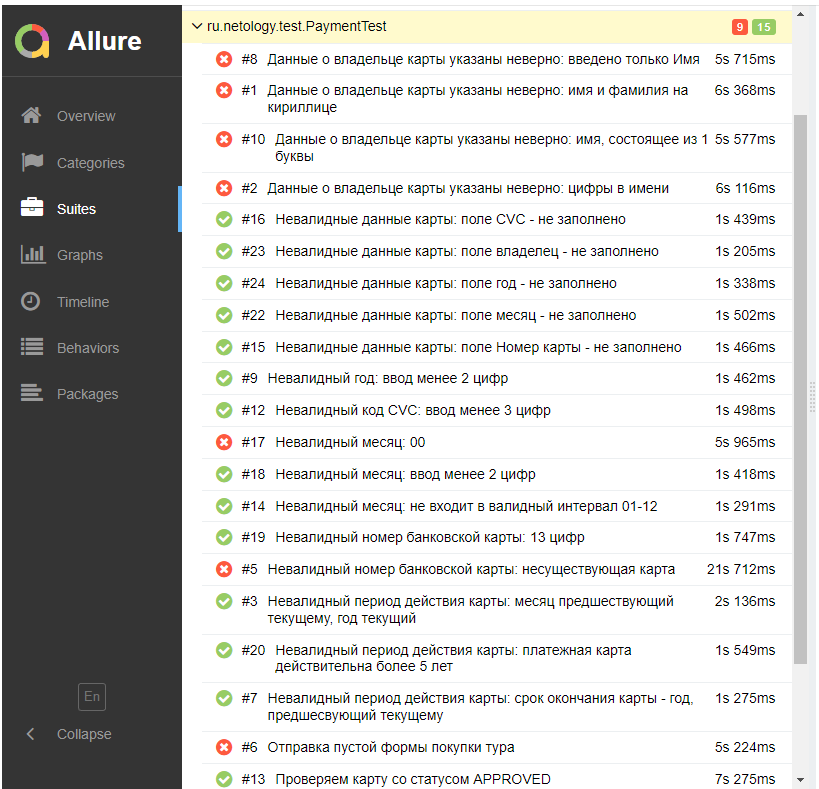 Allure
Overview
Categories
Suites
Graphs
Timeline
Behaviors
Packages
En
Collapse
ru.netology.test.PaymentTest 9 15
#8 Данные о владельце карты указаны неверно: введено только Имя 5s 715ms
#1 Данные о владельце карты указаны неверно: имя и фамилия на 6s 368ms
кириллице
#10 Данные о владельце карты указаны неверно: имя, состоящее из 1 5s 577ms
буквы
#2 Данные о владельце карты указаны неверно: цифры в имени 6s 116ms
#16 Невалидные данные карты: поле CVC - не заполнено 1s 439ms
#23 Невалидные данные карты: поле владелец - не заполнено 1s 205ms
#24 Невалидные данные карты: поле год - не заполнено 1s 338ms
#22 Невалидные данные карты: поле месяц - не заполнено 1s 502ms
#15 Невалидные данные карты: поле Номер карты - не заполнено 1s 466ms
#9 Невалидный год: ввод менее 2 цифр 1s 462ms
#12 Невалидный код CVC: ввод менее 3 цифр 1s 498ms
#17 Невалидный месяц: 00 5s 965ms
#18 Невалидный месяц: ввод менее 2 цифр 1s 418ms
#14 Невалидный месяц: не входит в валидный интервал 01-12 1s 291ms
#19 Невалидный номер банковской карты: 13 цифр 1s 747ms
#5 Невалидный номер банковской карты: несуществующая карта 21s 712ms
#3 Невалидный период действия карты: месяц предшествующий 2s 136ms
текущему, год текущий
#20 Невалидный период действия карты: платежная карта 1s 549ms
действительна более 5 лет
#7 Невалидный период действия карты: срок окончания карты - год, 1s 275ms
предшесвующий текущему
#6 Отправка пустой формы покупки тура 5s 224ms
#13 Проверяем карту со статусом APPROVED 7s 275ms